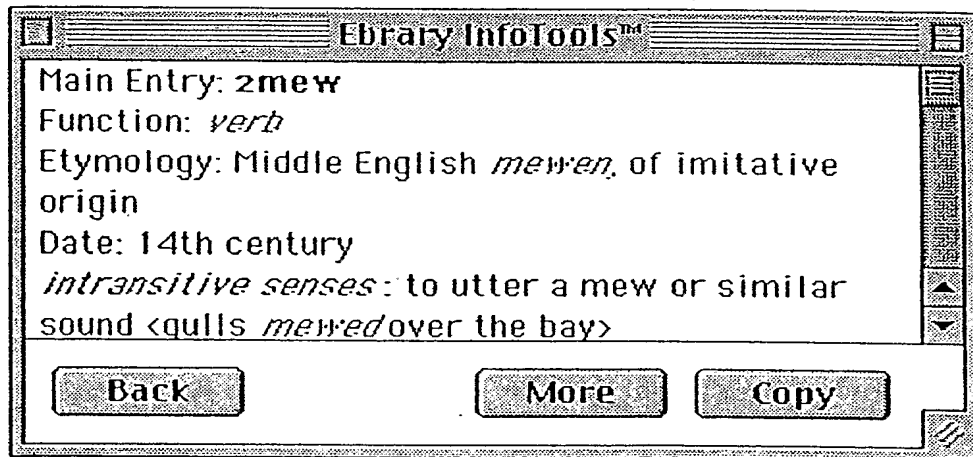 Ebrary InfoTools™
Main Entry: 2mew
Function: verb
Etymology: Middle English mewen, of imitative
origin
Date: 14th century
intransitive senses : to utter a mew or similar
sound <gulls mewed over the bay>
Back More Copy